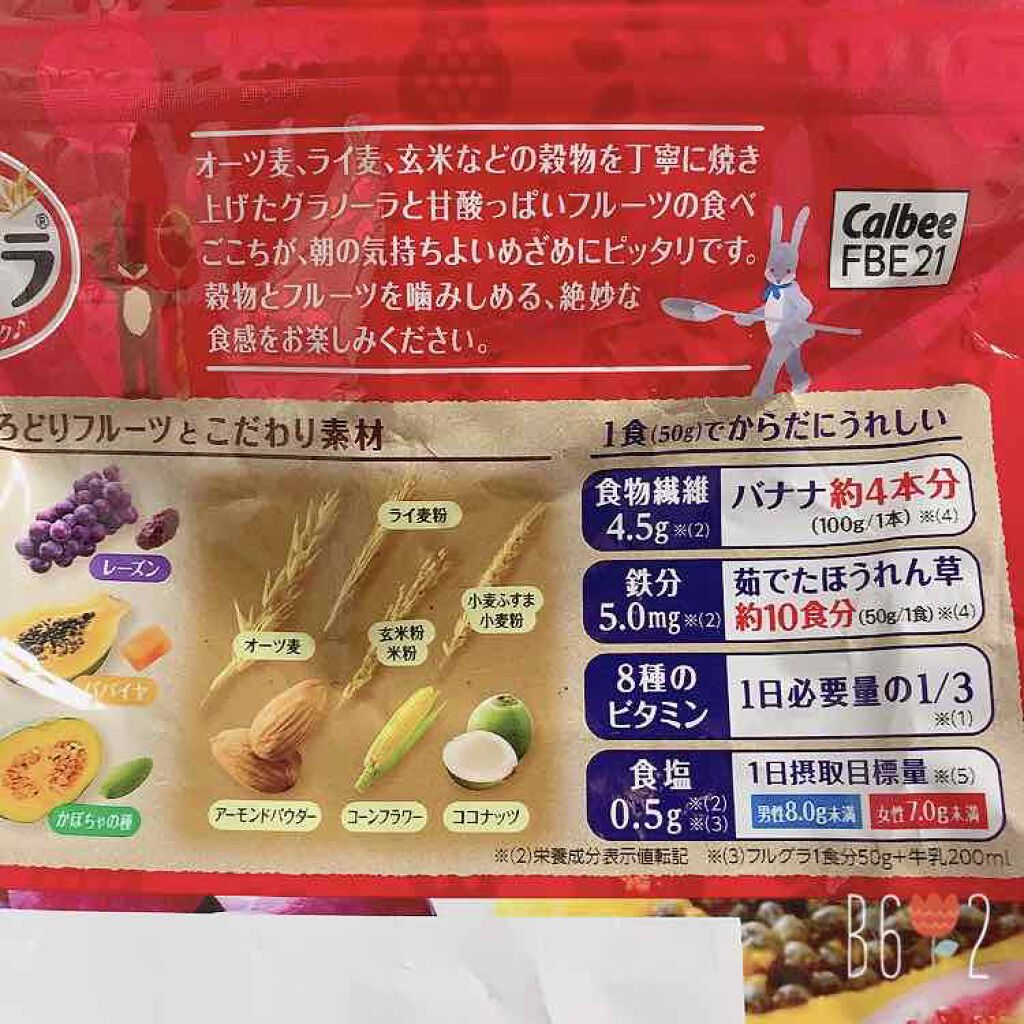 オーツ麦、ライ麦、玄米などの穀物を丁寧に焼き
上げたグラノーラと甘酸っぱいフルーツの食べ
ごこちが、朝の気持ちよいめざめにピッタリです。
穀物とフルーツを噛みしめる、絶妙な
食感をお楽しみください。
Calbee
FBE21
ラ®
ク♪
ろどりフルーツとこだわり素材
レーズン
パパイヤ
かぼちゃの種
ライ麦粉
オーツ麦
玄米粉
米粉
小麦ふすま
小麦粉
アーモンドパウダー
コーンフラワー
ココナッツ
1食(50g)でからだにうれしい
食物繊維
4.5g※(2)
バナナ約4本分
(100g/1本)※(4)
鉄分
5.0mg※(2)
茹でたほうれん草
約10食分(50g/1食)※(4)
8種の
ビタミン
1日必要量の1/3
※(1)
食塩
0.5g※(2)
※(3)
1日摂取目標量※(5)
男性8.0g未満
女性7.0g未満
※(2)栄養成分表示値転記 ※(3)フルグラ1食分50g+牛乳200ml
B6 2